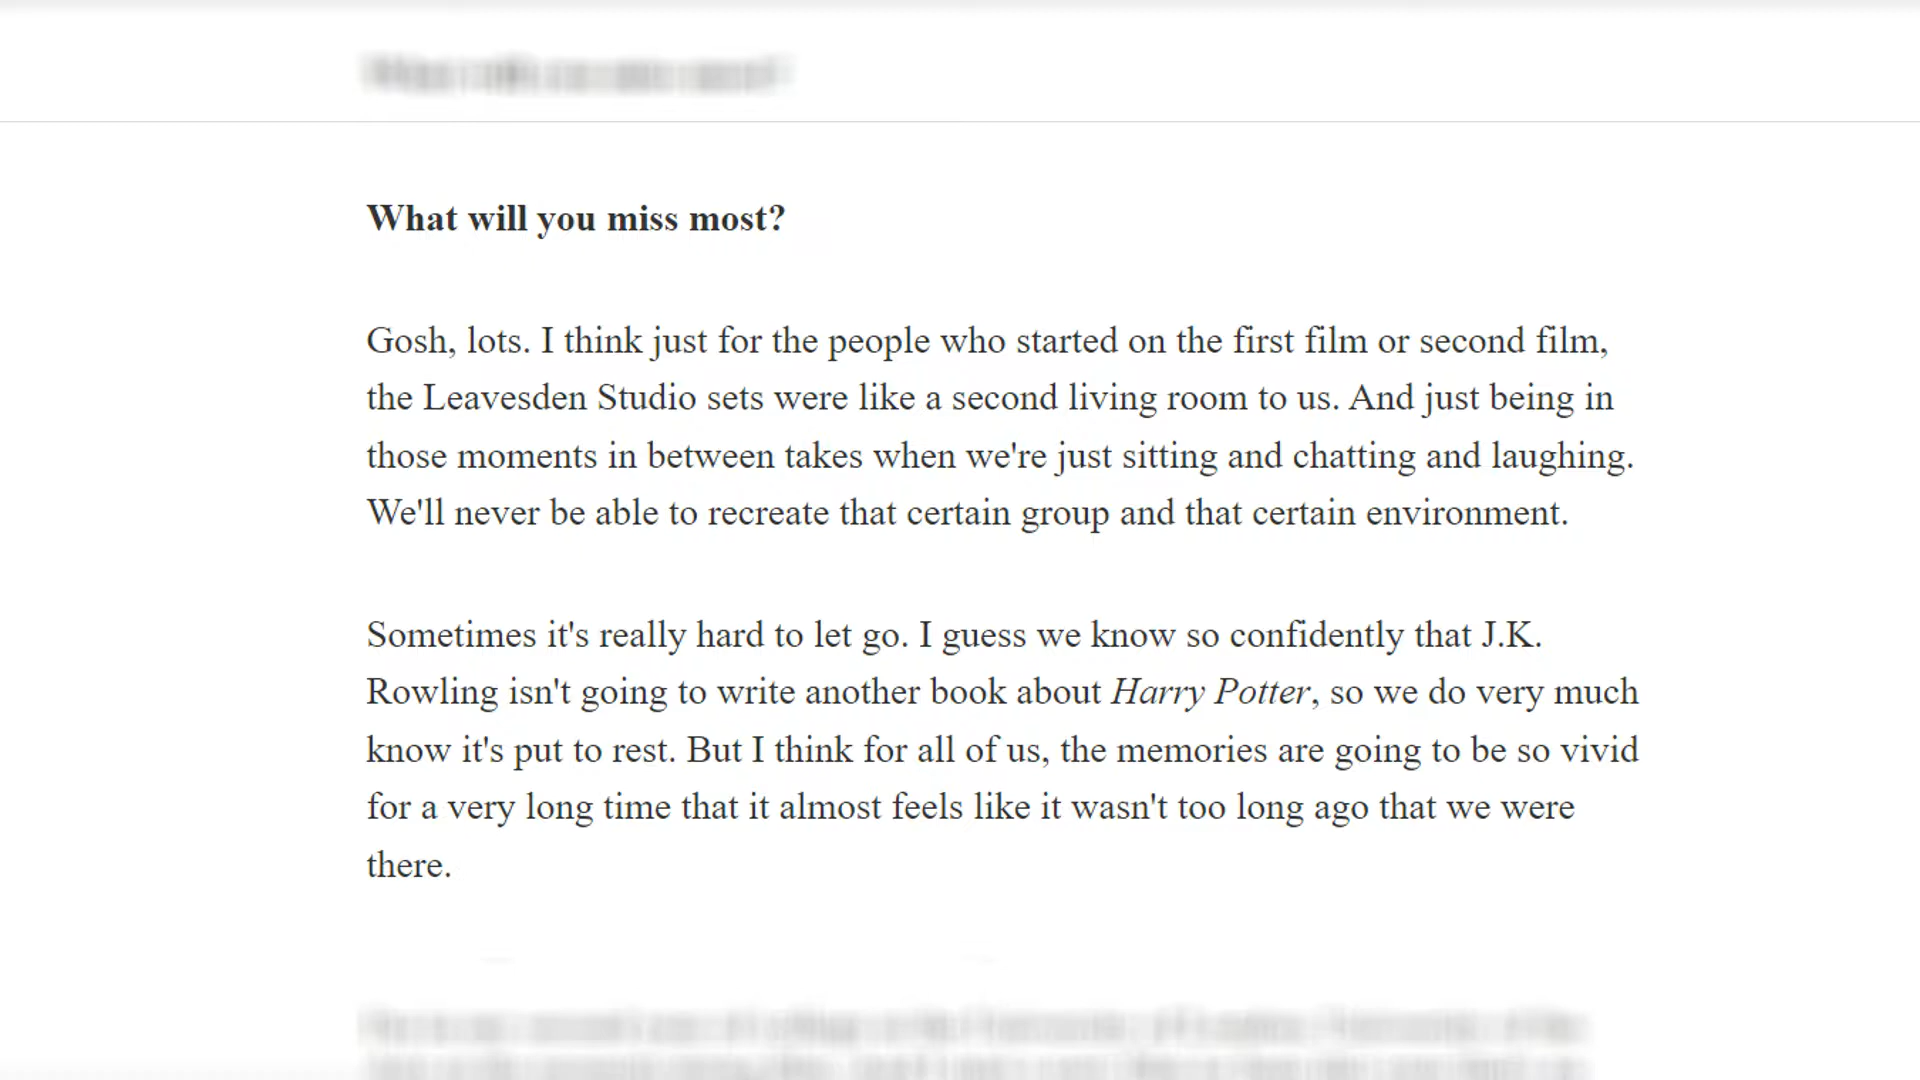 What will you miss most?
Gosh, lots. I think just for the people who started on the first film or second film,
the Leavesden Studio sets were like a second living room to us. And just being in
those moments in between takes when we're just sitting and chatting and laughing.
We'll never be able to recreate that certain group and that certain environment.
Sometimes it's really hard to let go. I guess we know so confidently that J.K.
Rowling isn't going to write another book about Harry Potter, so we do very much
know it's put to rest. But I think for all of us, the memories are going to be so vivid
for a very long time that it almost feels like it wasn't too long ago that we were
there.